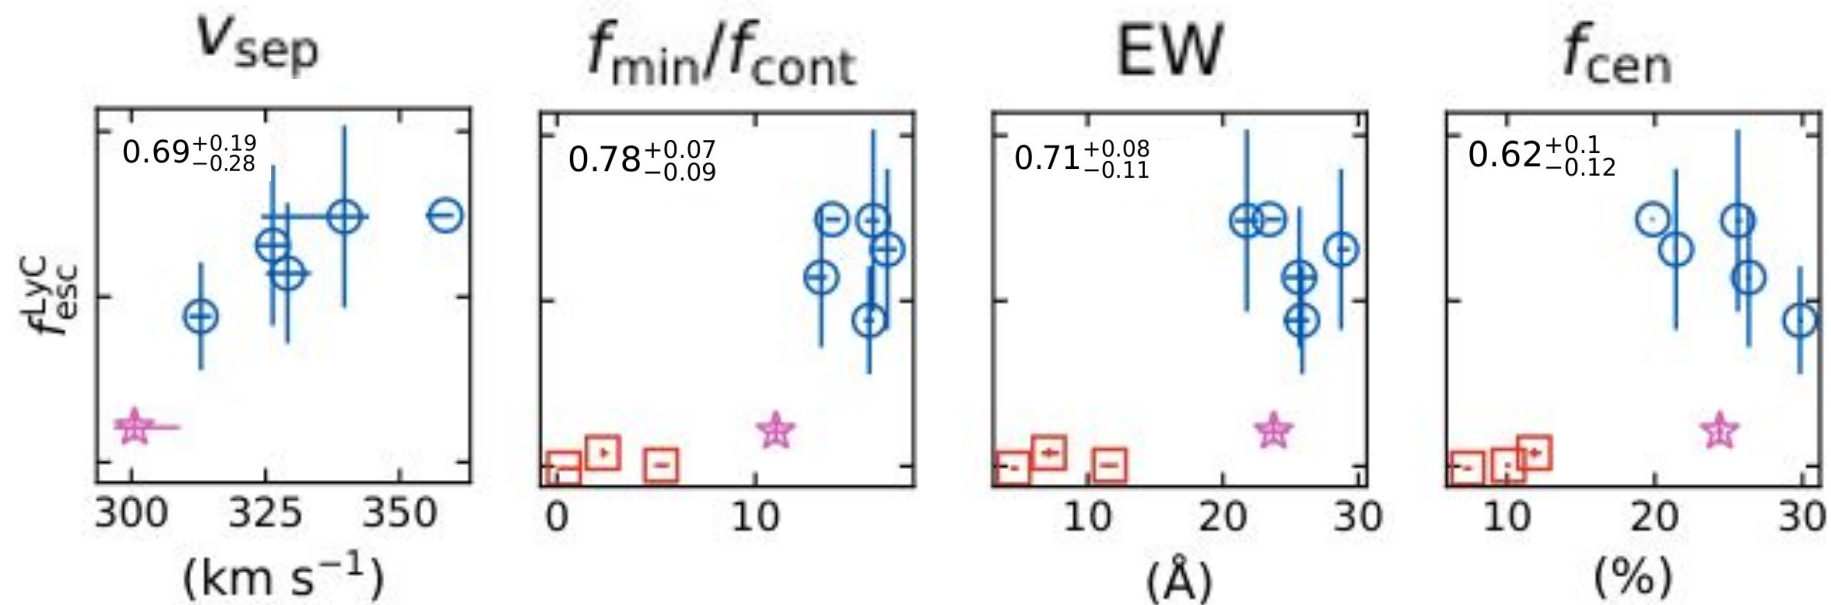 v_sep f_min/f_cont EW f_cen
0.69^{+0.19}_{-0.28} 0.78^{+0.07}_{-0.09} 0.71^{+0.08}_{-0.11} 0.62^{+0.1}_{-0.12}
f^{LyC}_{esc}
300 325 350 0 10 10 20 30 10 20 30
(km s^{−1}) (Å) (%)